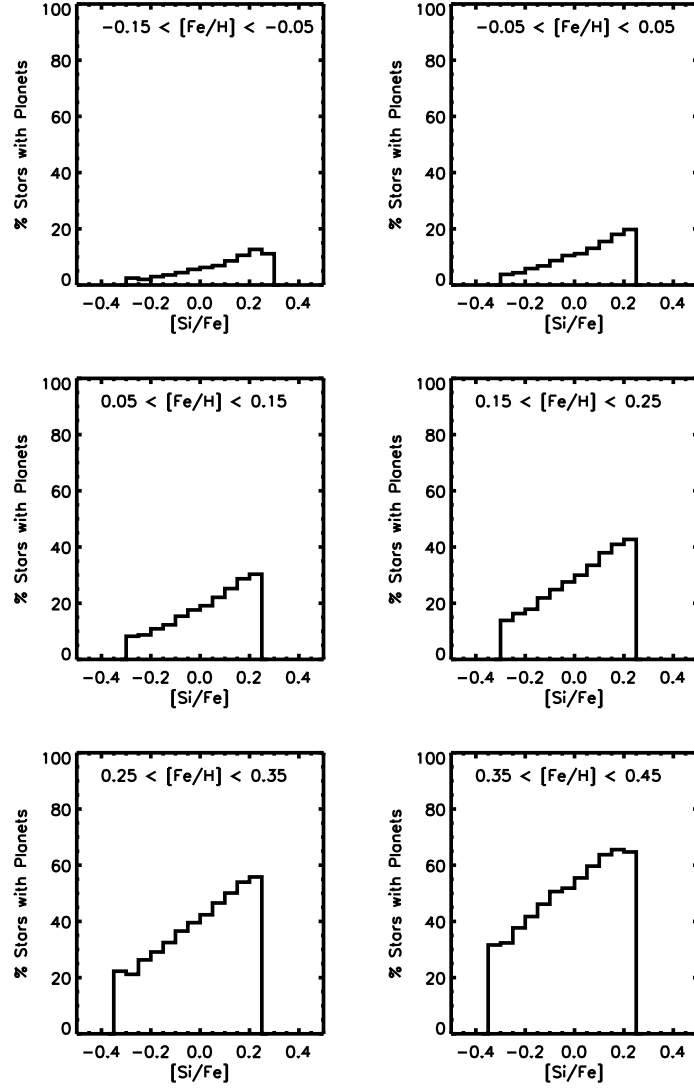 −0.15 < [Fe/H] < −0.05
% Stars with Planets
100
80
60
40
20
0
−0.4 −0.2 0.0 0.2 0.4
[Si/Fe]
−0.05 < [Fe/H] < 0.05
% Stars with Planets
100
80
60
40
20
0
−0.4 −0.2 0.0 0.2 0.4
[Si/Fe]
0.05 < [Fe/H] < 0.15
% Stars with Planets
100
80
60
40
20
0
−0.4 −0.2 0.0 0.2 0.4
[Si/Fe]
0.15 < [Fe/H] < 0.25
% Stars with Planets
100
80
60
40
20
0
−0.4 −0.2 0.0 0.2 0.4
[Si/Fe]
0.25 < [Fe/H] < 0.35
% Stars with Planets
100
80
60
40
20
0
−0.4 −0.2 0.0 0.2 0.4
[Si/Fe]
0.35 < [Fe/H] < 0.45
% Stars with Planets
100
80
60
40
20
0
−0.4 −0.2 0.0 0.2 0.4
[Si/Fe]